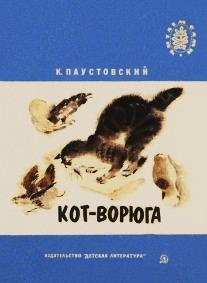 К. ПАУСТОВСКИЙ
КОТ-ВОРЮГА
ИЗДАТЕЛЬСТВО "ДЕТСКАЯ ЛИТЕРАТУРА"